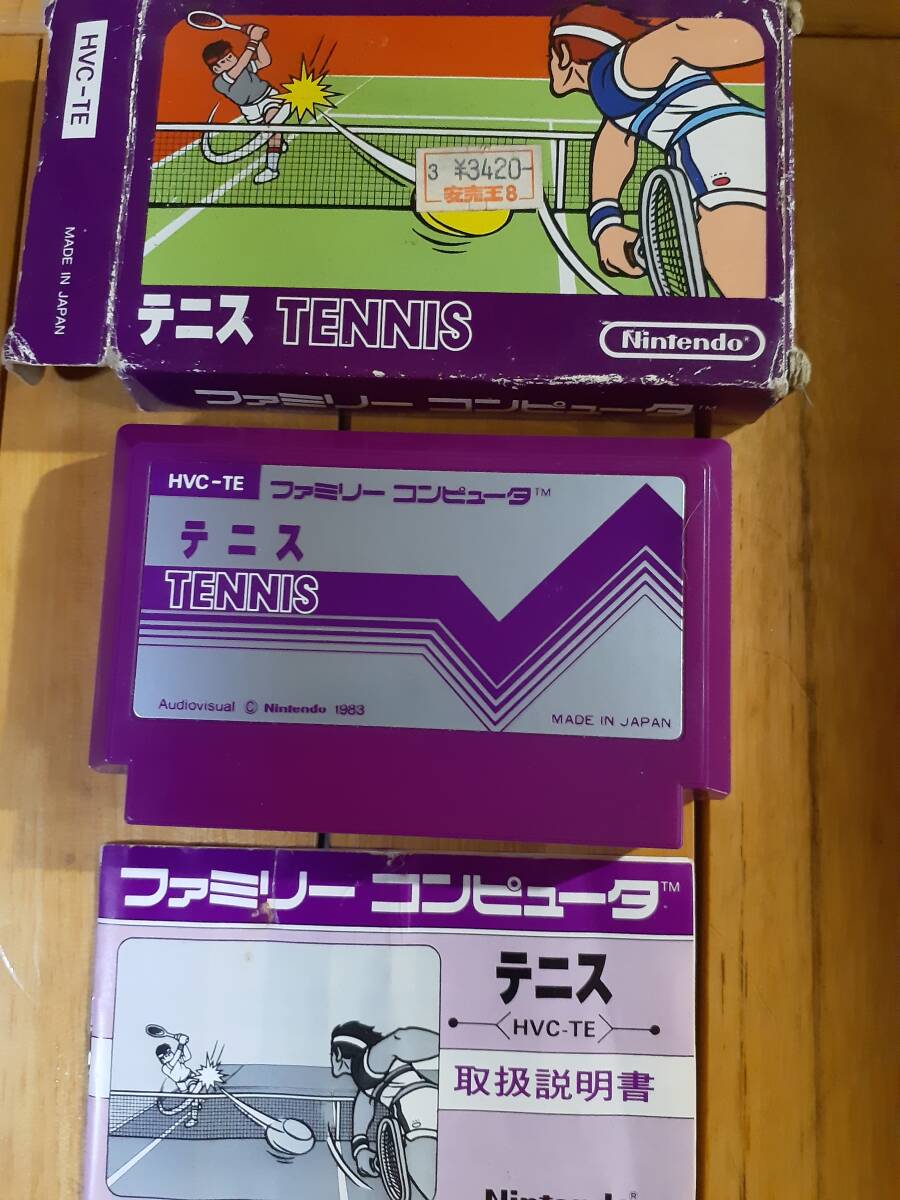 HVC-TE
MADE IN JAPAN
3 ¥3420-
安売王8
テニス TENNIS
Nintendo®
ファミリー コンピュータ™
HVC-TE
ファミリー コンピュータ™
テニス
TENNIS
Audiovisual © Nintendo 1983
MADE IN JAPAN
ファミリー コンピュータ™
テニス
HVC-TE
取扱説明書
Nintendo®